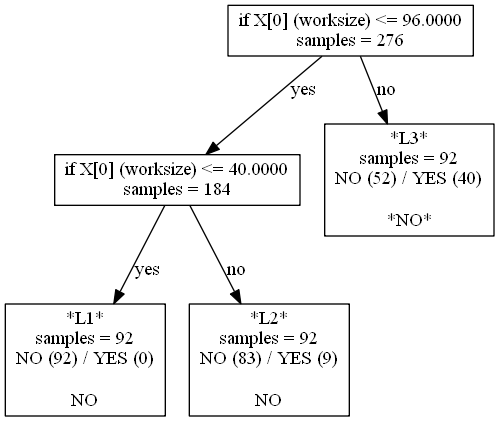 if X[0] (worksize) <= 96.0000
samples = 276
yes
no
*L3*
samples = 92
NO (52) / YES (40)
*NO*
if X[0] (worksize) <= 40.0000
samples = 184
yes
no
*L1*
samples = 92
NO (92) / YES (0)
NO
*L2*
samples = 92
NO (83) / YES (9)
NO